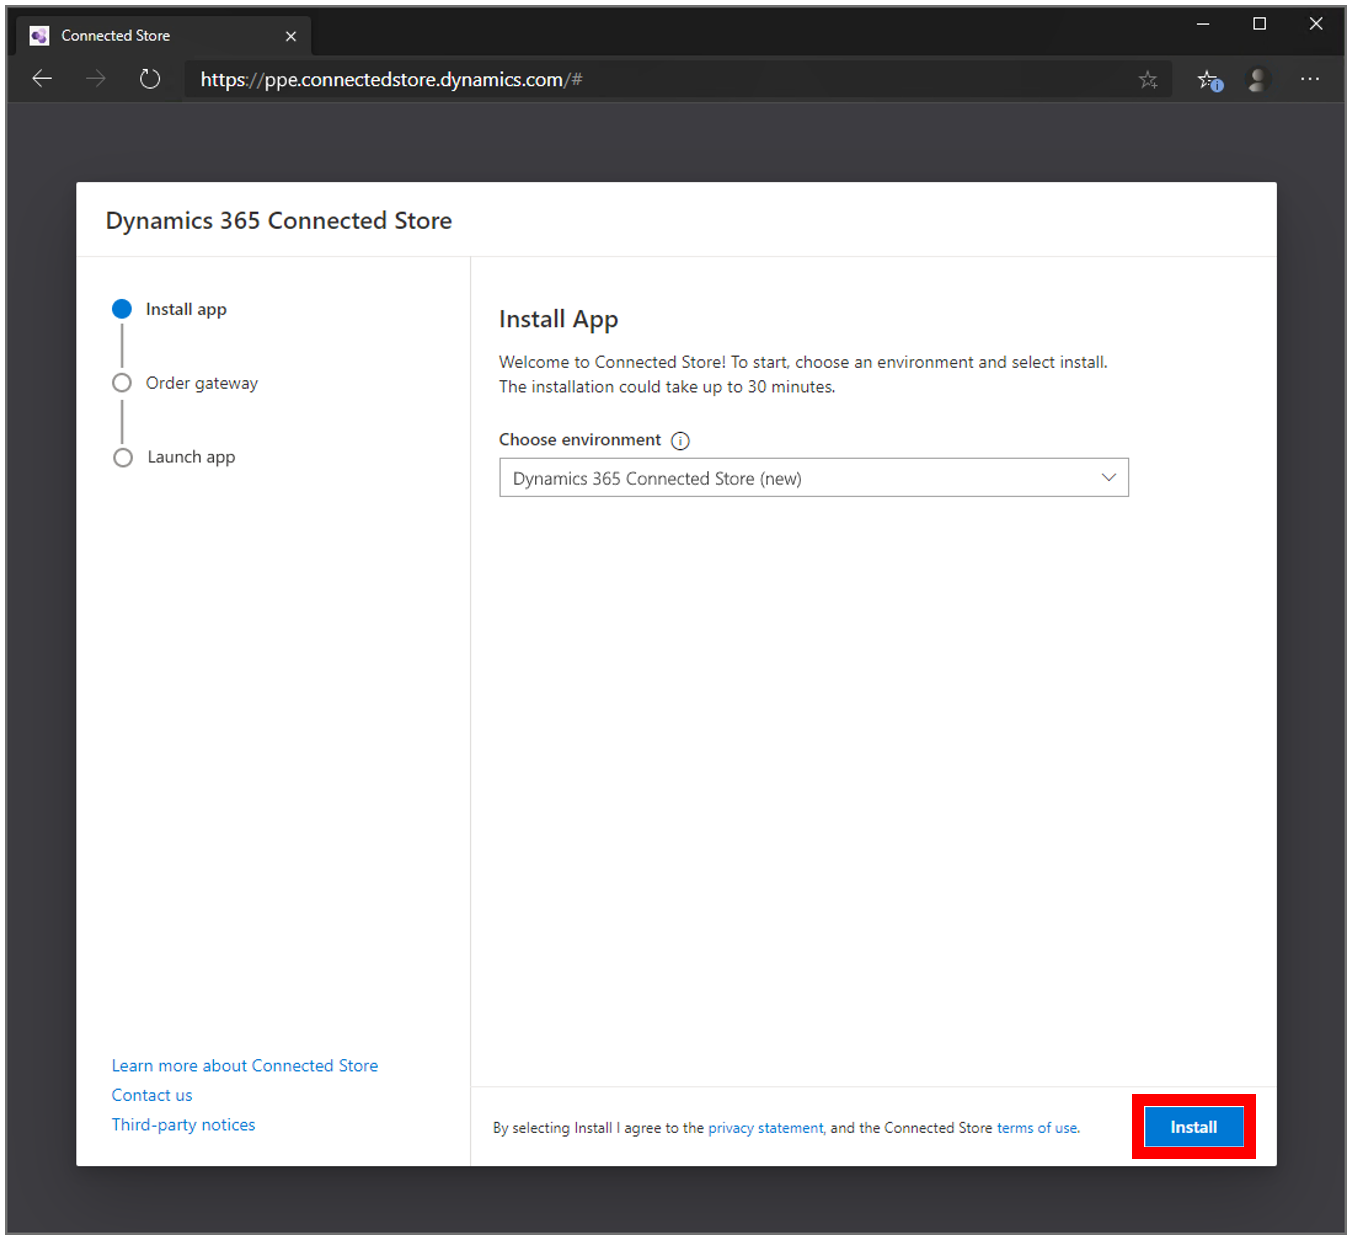 Connected Store
https://ppe.connectedstore.dynamics.com/#
Dynamics 365 Connected Store
Install app
Order gateway
Launch app
Learn more about Connected Store
Contact us
Third-party notices
Install App
Welcome to Connected Store! To start, choose an environment and select install.
The installation could take up to 30 minutes.
Choose environment
Dynamics 365 Connected Store (new)
By selecting Install I agree to the privacy statement, and the Connected Store terms of use.
Install